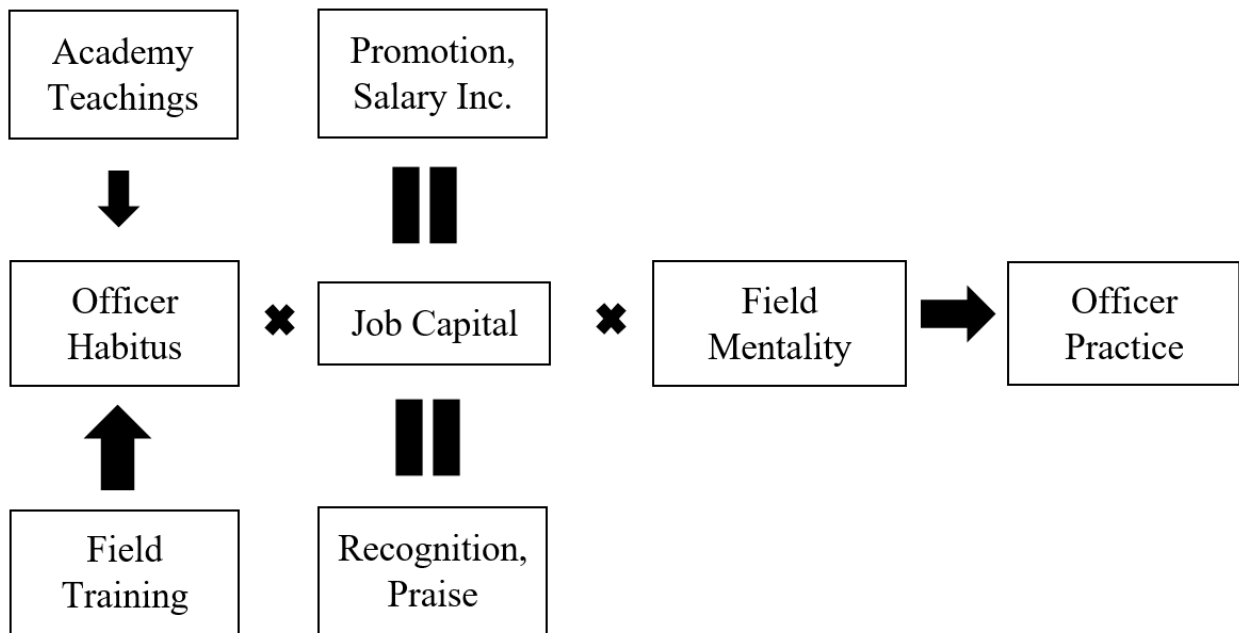 Academy
Teachings
Promotion,
Salary Inc.
Officer
Habitus
Job Capital
Field
Mentality
Officer
Practice
Field
Training
Recognition,
Praise